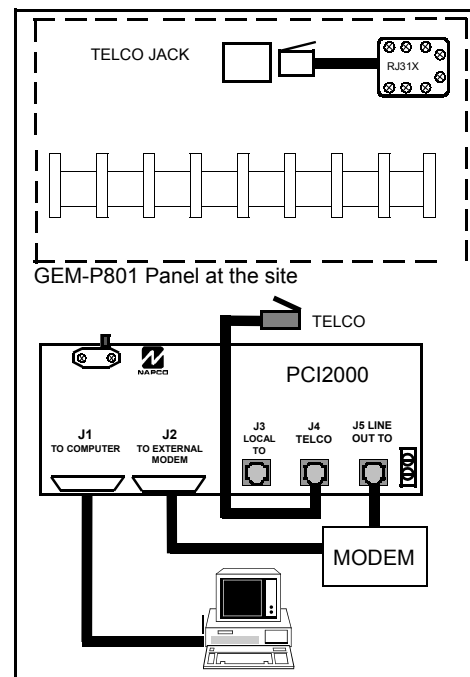 TELCO JACK
RJ31X
GEM-P801 Panel at the site
TELCO
NAPCO
PCI2000
J1
TO COMPUTER
J2
TO EXTERNAL
MODEM
J3
LOCAL
TO
J4
TELCO
J5 LINE
OUT TO
MODEM